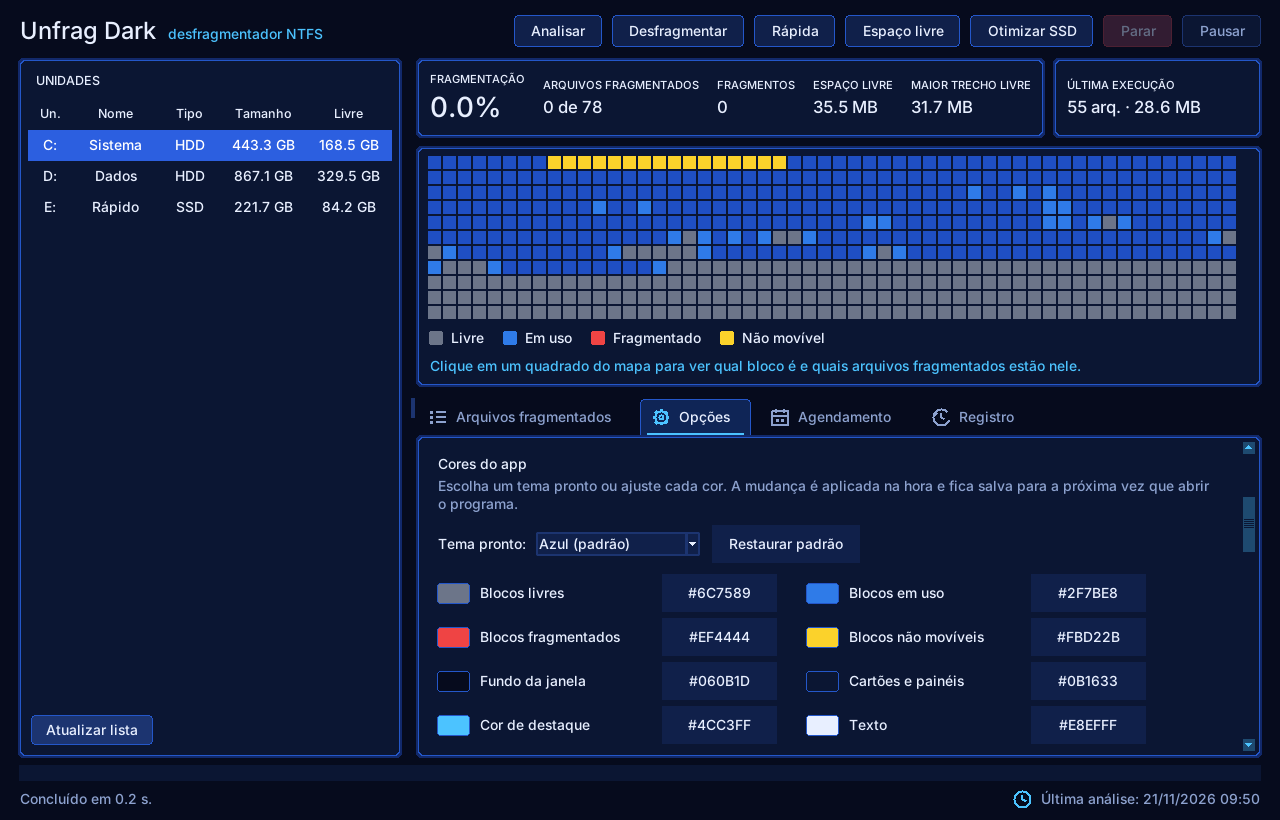 Unfrag Dark desfragmentador NTFS
Analisar Desfragmentar Rápida Espaço livre Otimizar SSD Parar Pausar
UNIDADES
Un. Nome Tipo Tamanho Livre
C: Sistema HDD 443.3 GB 168.5 GB
D: Dados HDD 867.1 GB 329.5 GB
E: Rápido SSD 221.7 GB 84.2 GB
Atualizar lista
FRAGMENTAÇÃO ARQUIVOS FRAGMENTADOS FRAGMENTOS ESPAÇO LIVRE MAIOR TRECHO LIVRE
0.0% 0 de 78 0 35.5 MB 31.7 MB
ÚLTIMA EXECUÇÃO
55 arq. · 28.6 MB
Livre Em uso Fragmentado Não movível
Clique em um quadrado do mapa para ver qual bloco é e quais arquivos fragmentados estão nele.
Arquivos fragmentados Opções Agendamento Registro
Cores do app
Escolha um tema pronto ou ajuste cada cor. A mudança é aplicada na hora e fica salva para a próxima vez que abrir
o programa.
Tema pronto: Azul (padrão) Restaurar padrão
Blocos livres #6C7589 Blocos em uso #2F7BE8
Blocos fragmentados #EF4444 Blocos não movíveis #FBD22B
Fundo da janela #060B1D Cartões e painéis #0B1633
Cor de destaque #4CC3FF Texto #E8EFFF
Concluído em 0.2 s.
Última análise: 21/11/2026 09:50